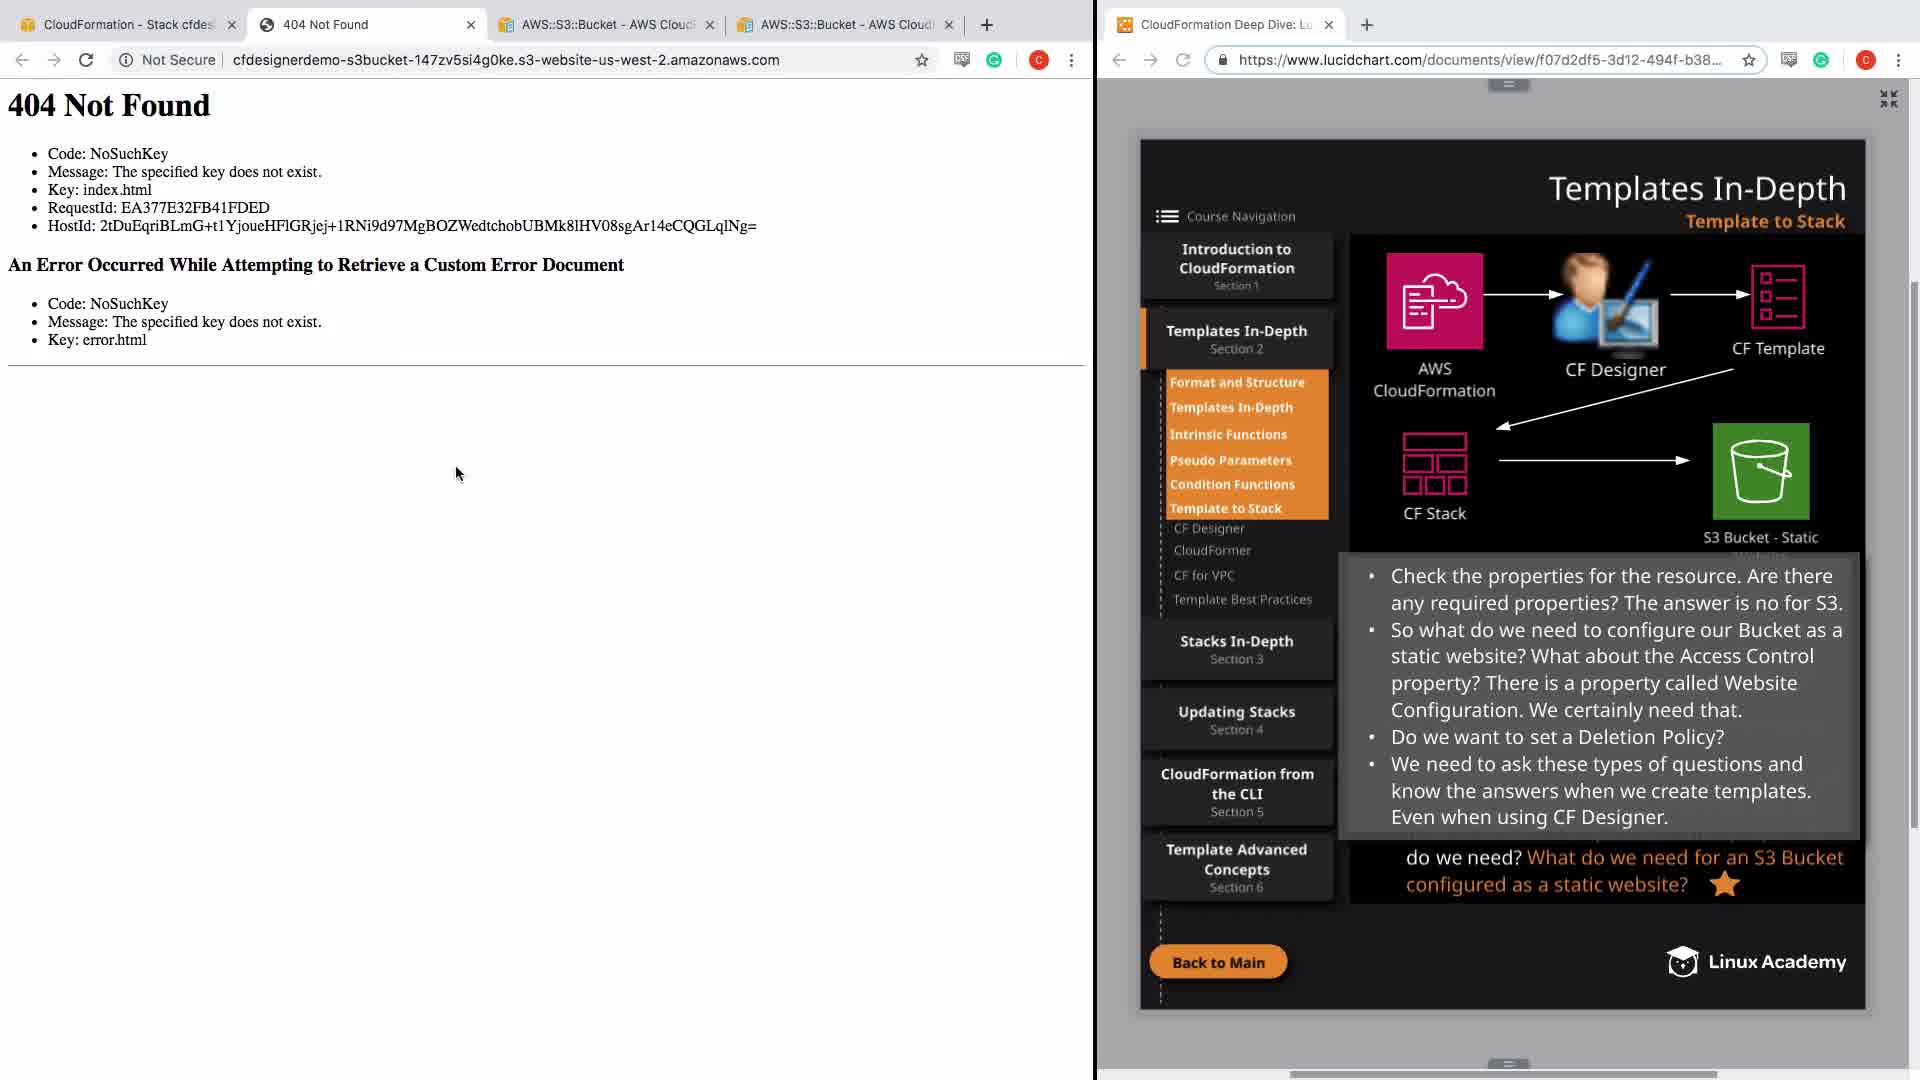 CloudFormation - Stack cfdes
404 Not Found
AWS::S3::Bucket - AWS Cloud
AWS::S3::Bucket - AWS Cloud
Not Secure
cfdesignerdemo-s3bucket-147zv5si4g0ke.s3-website-us-west-2.amazonaws.com
C
404 Not Found
• Code: NoSuchKey
• Message: The specified key does not exist.
• Key: index.html
• RequestId: EA377E32FB41FDED
• HostId: 2tDuEqriBLmG+t1YjoueHFlGRjej+1RNi9d97MgBOZWedtchobUBMk8lHV08sgAr14eCQGLqlNg=
An Error Occurred While Attempting to Retrieve a Custom Error Document
• Code: NoSuchKey
• Message: The specified key does not exist.
• Key: error.html
CloudFormation Deep Dive: Lu
https://www.lucidchart.com/documents/view/f07d2df5-3d12-494f-b38...
C
Templates In-Depth
Template to Stack
Course Navigation
Introduction to
CloudFormation
Section 1
Templates In-Depth
Section 2
Format and Structure
Templates In-Depth
Intrinsic Functions
Pseudo Parameters
Condition Functions
Template to Stack
CF Designer
CloudFormer
CF for VPC
Template Best Practices
Stacks In-Depth
Section 3
Updating Stacks
Section 4
CloudFormation from
the CLI
Section 5
Template Advanced
Concepts
Section 6
Back to Main
AWS
CloudFormation
CF Designer
CF Template
CF Stack
S3 Bucket - Static
• Check the properties for the resource. Are there
any required properties? The answer is no for S3.
• So what do we need to configure our Bucket as a
static website? What about the Access Control
property? There is a property called Website
Configuration. We certainly need that.
• Do we want to set a Deletion Policy?
• We need to ask these types of questions and
know the answers when we create templates.
Even when using CF Designer.
do we need? What do we need for an S3 Bucket
configured as a static website?
Linux Academy